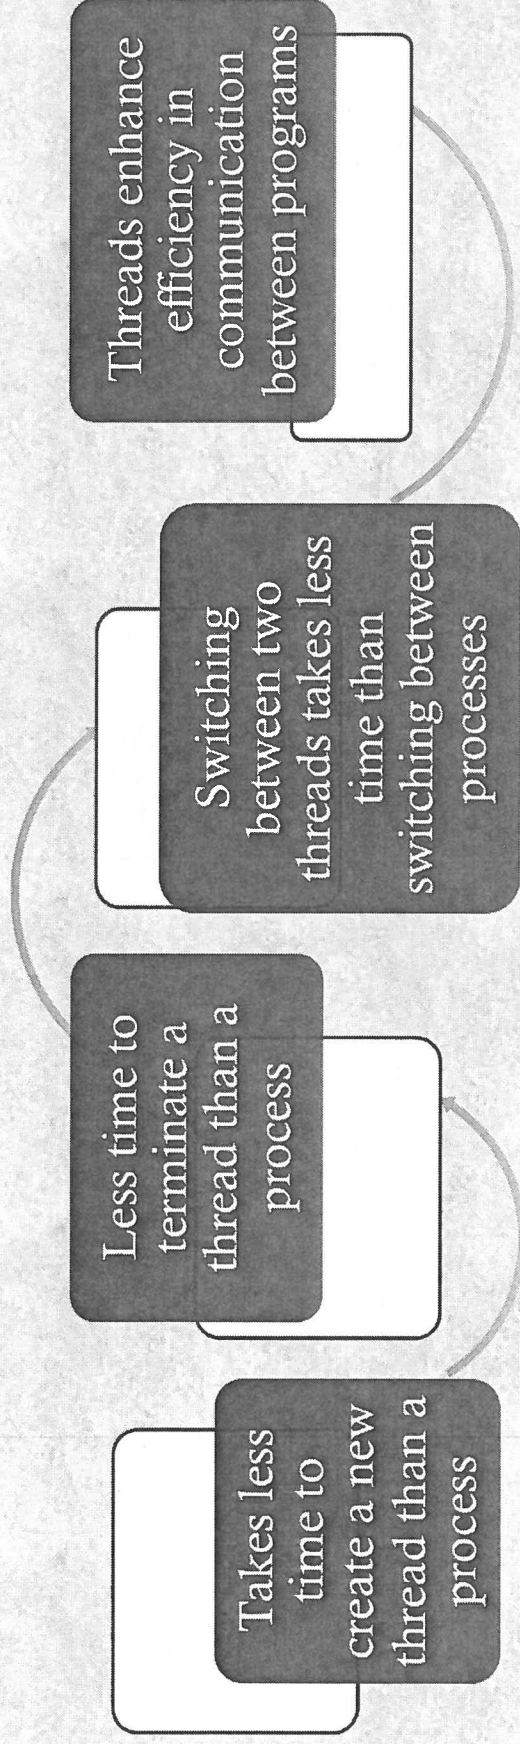 Takes less
time to
create a new
thread than a
process
Less time to
terminate a
thread than a
process
Switching
between two
threads takes less
time than
switching between
processes
Threads enhance
efficiency in
communication
between programs